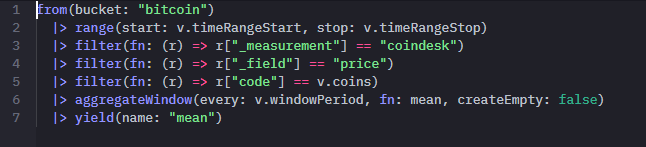 1 from(bucket: "bitcoin")
2   |> range(start: v.timeRangeStart, stop: v.timeRangeStop)
3   |> filter(fn: (r) => r["_measurement"] == "coindesk")
4   |> filter(fn: (r) => r["_field"] == "price")
5   |> filter(fn: (r) => r["code"] == v.coins)
6   |> aggregateWindow(every: v.windowPeriod, fn: mean, createEmpty: false)
7   |> yield(name: "mean")